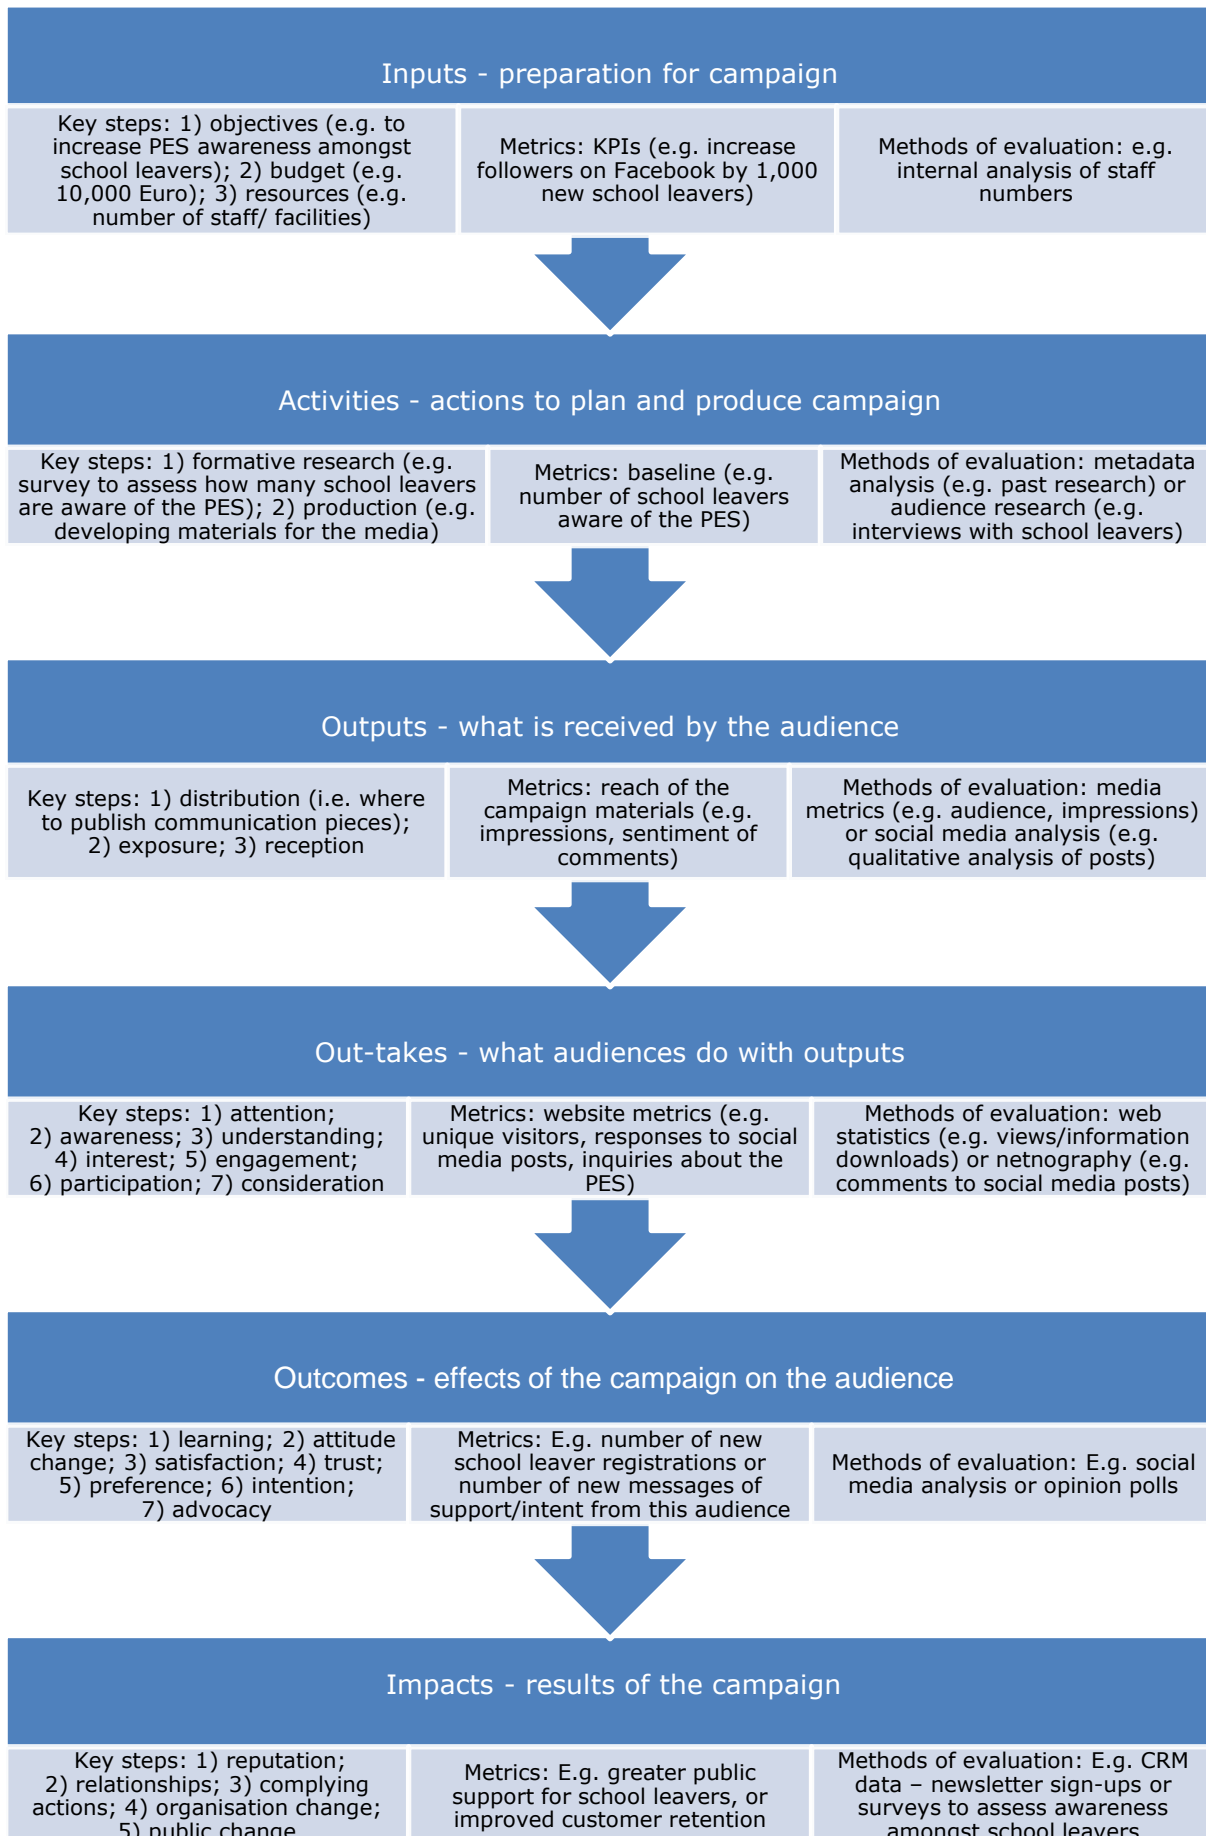 Inputs - preparation for campaign
Key steps: 1) objectives (e.g. to
increase PES awareness amongst
school leavers); 2) budget (e.g.
10,000 Euro); 3) resources (e.g.
number of staff/ facilities)
Metrics: KPIs (e.g. increase
followers on Facebook by 1,000
new school leavers)
Methods of evaluation: e.g.
internal analysis of staff
numbers
Activities - actions to plan and produce campaign
Key steps: 1) formative research (e.g.
survey to assess how many school leavers
are aware of the PES); 2) production (e.g.
developing materials for the media)
Metrics: baseline (e.g.
number of school leavers
aware of the PES)
Methods of evaluation: metadata
analysis (e.g. past research) or
audience research (e.g.
interviews with school leavers)
Outputs - what is received by the audience
Key steps: 1) distribution (i.e. where
to publish communication pieces);
2) exposure; 3) reception
Metrics: reach of the
campaign materials (e.g.
impressions, sentiment of
comments)
Methods of evaluation: media
metrics (e.g. audience, impressions)
or social media analysis (e.g.
qualitative analysis of posts)
Out-takes - what audiences do with outputs
Key steps: 1) attention;
2) awareness; 3) understanding;
4) interest; 5) engagement;
6) participation; 7) consideration
Metrics: website metrics (e.g.
unique visitors, responses to social
media posts, inquiries about the
PES)
Methods of evaluation: web
statistics (e.g. views/information
downloads) or netnography (e.g.
comments to social media posts)
Outcomes - effects of the campaign on the audience
Key steps: 1) learning; 2) attitude
change; 3) satisfaction; 4) trust;
5) preference; 6) intention;
7) advocacy
Metrics: E.g. number of new
school leaver registrations or
number of new messages of
support/intent from this audience
Methods of evaluation: E.g. social
media analysis or opinion polls
Impacts - results of the campaign
Key steps: 1) reputation;
2) relationships; 3) complying
actions; 4) organisation change;
5) public change
Metrics: E.g. greater public
support for school leavers, or
improved customer retention
Methods of evaluation: E.g. CRM
data – newsletter sign-ups or
surveys to assess awareness
amongst school leavers